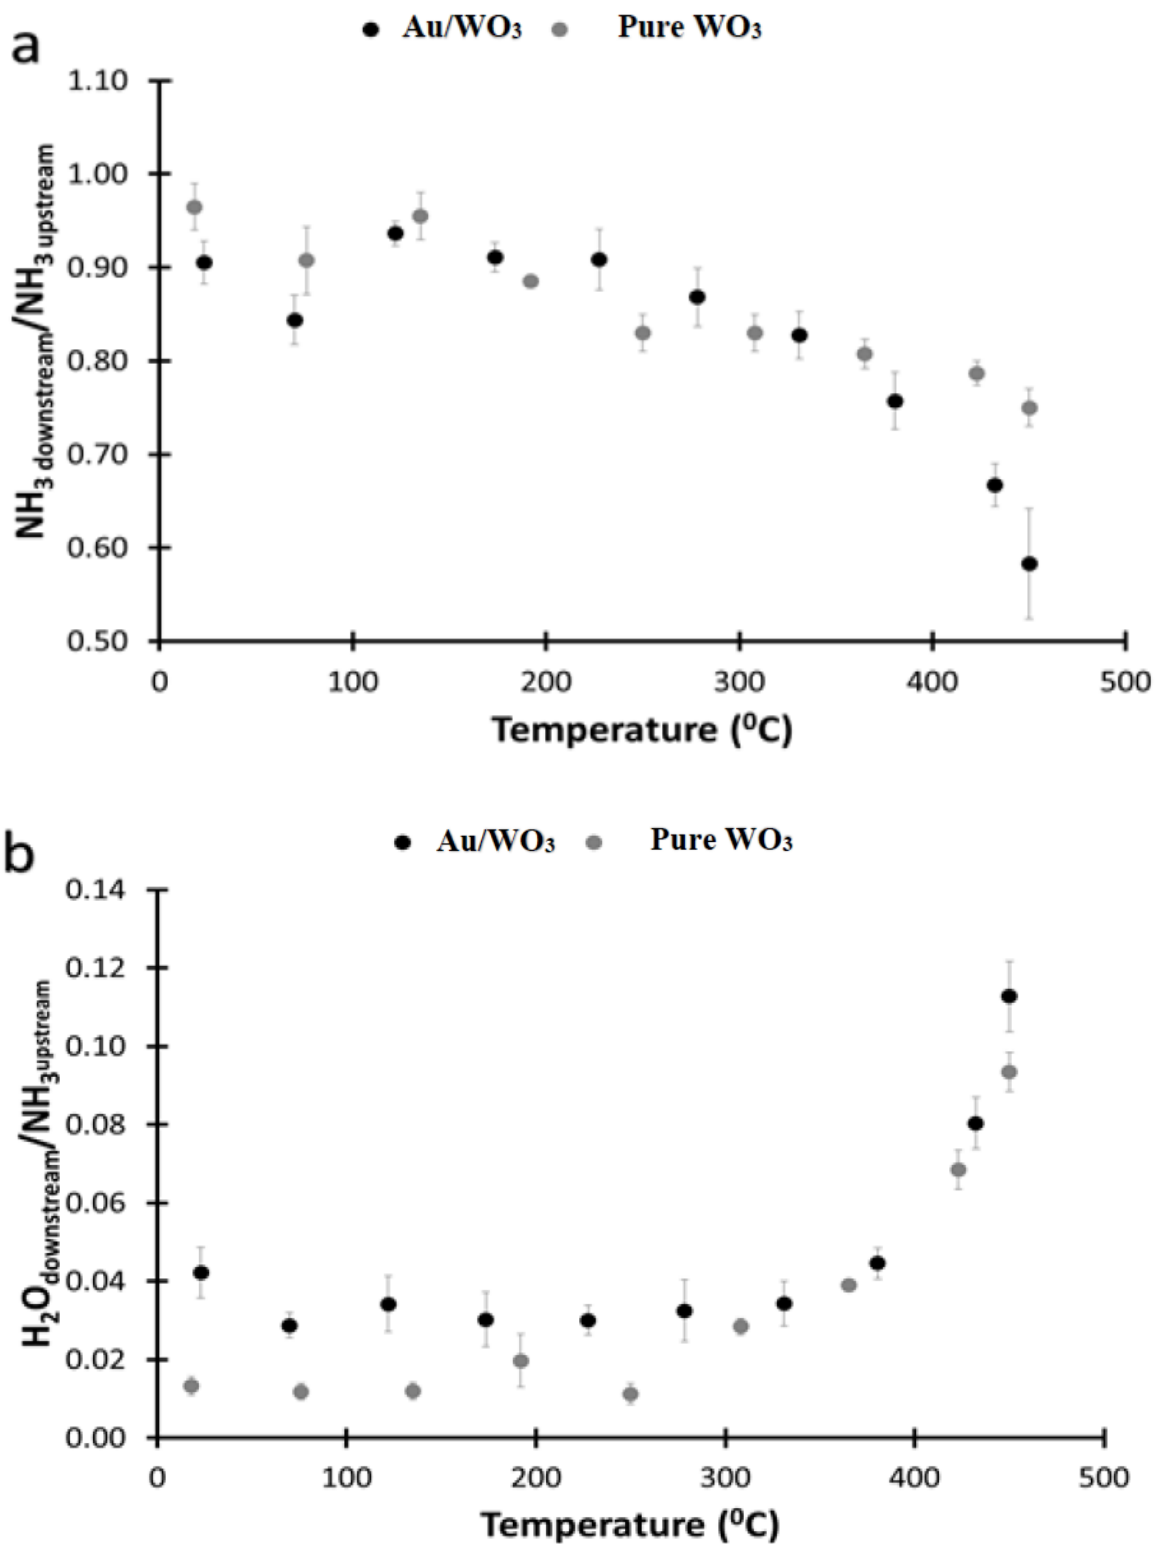 a
Au/WO₃ Pure WO₃
1.10
1.00
0.90
0.80
0.70
0.60
0.50
NH₃ downstream/NH₃ upstream
0 100 200 300 400 500
Temperature (⁰C)
b
Au/WO₃ Pure WO₃
0.14
0.12
0.10
0.08
0.06
0.04
0.02
0.00
H₂Odownstream/NH₃upstream
0 100 200 300 400 500
Temperature (⁰C)